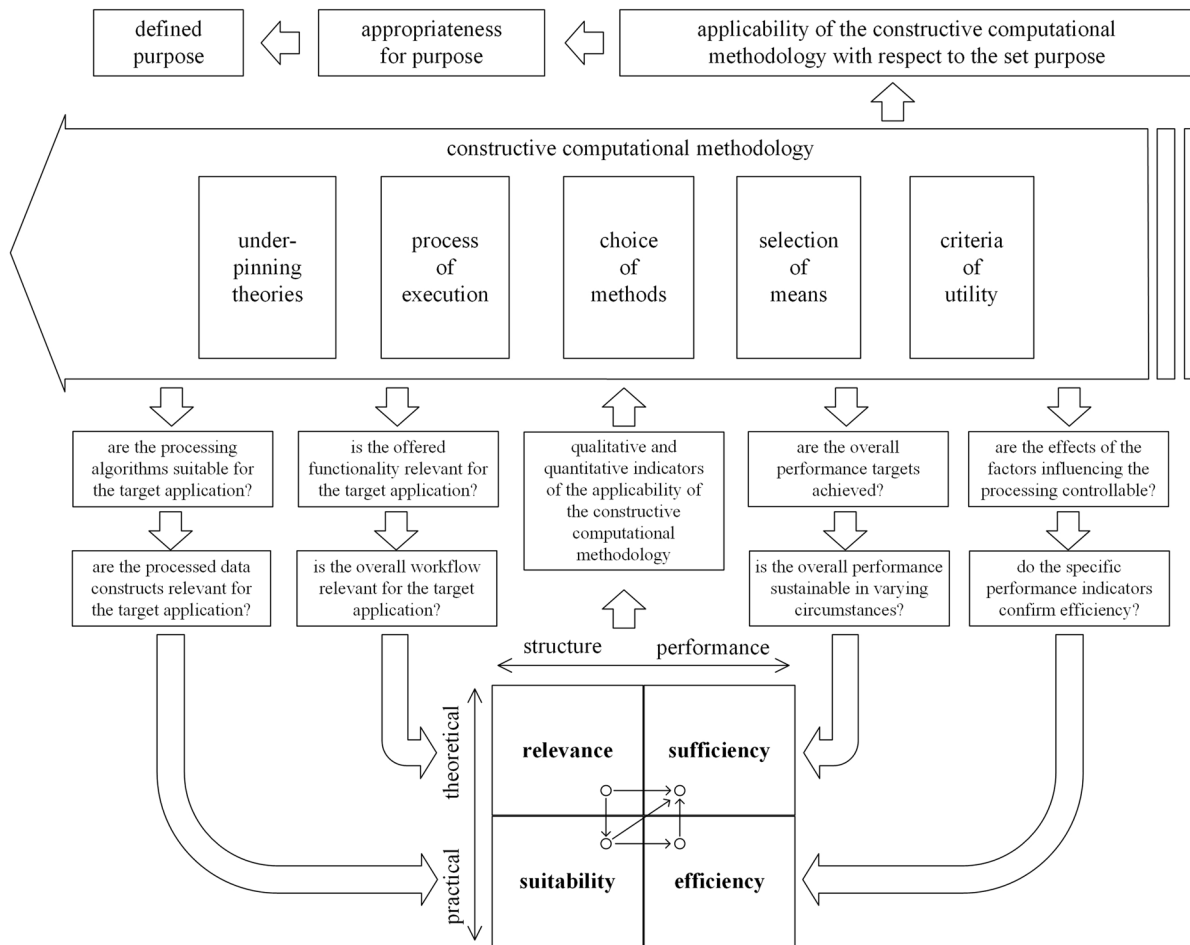 defined
purpose
appropriateness
for purpose
applicability of the constructive computational
methodology with respect to the set purpose
constructive computational methodology
under-
pinning
theories
process
of
execution
choice
of
methods
selection
of
means
criteria
of
utility
are the processing
algorithms suitable for
the target application?
is the offered
functionality relevant for
the target application?
qualitative and
quantitative indicators
of the applicability of
the constructive
computational
methodology
are the overall
performance targets
achieved?
are the effects of the
factors influencing the
processing controllable?
are the processed data
constructs relevant for
the target application?
is the overall workflow
relevant for the target
application?
is the overall performance
sustainable in varying
circumstances?
do the specific
performance indicators
confirm efficiency?
structure
performance
theoretical
practical
relevance
sufficiency
suitability
efficiency